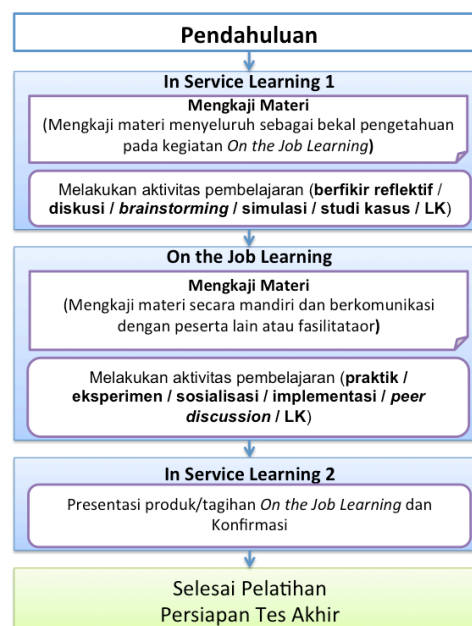 Pendahuluan
In Service Learning 1
Mengkaji Materi
(Mengkaji materi menyeluruh sebagai bekal pengetahuan
pada kegiatan On the Job Learning)
Melakukan aktivitas pembelajaran (berfikir reflektif /
diskusi / brainstorming / simulasi / studi kasus / LK)
On the Job Learning
Mengkaji Materi
(Mengkaji materi secara mandiri dan berkomunikasi
dengan peserta lain atau fasilitataor)
Melakukan aktivitas pembelajaran (praktik /
eksperimen / sosialisasi / implementasi / peer
discussion / LK)
In Service Learning 2
Presentasi produk/tagihan On the Job Learning dan
Konfirmasi
Selesai Pelatihan
Persiapan Tes Akhir